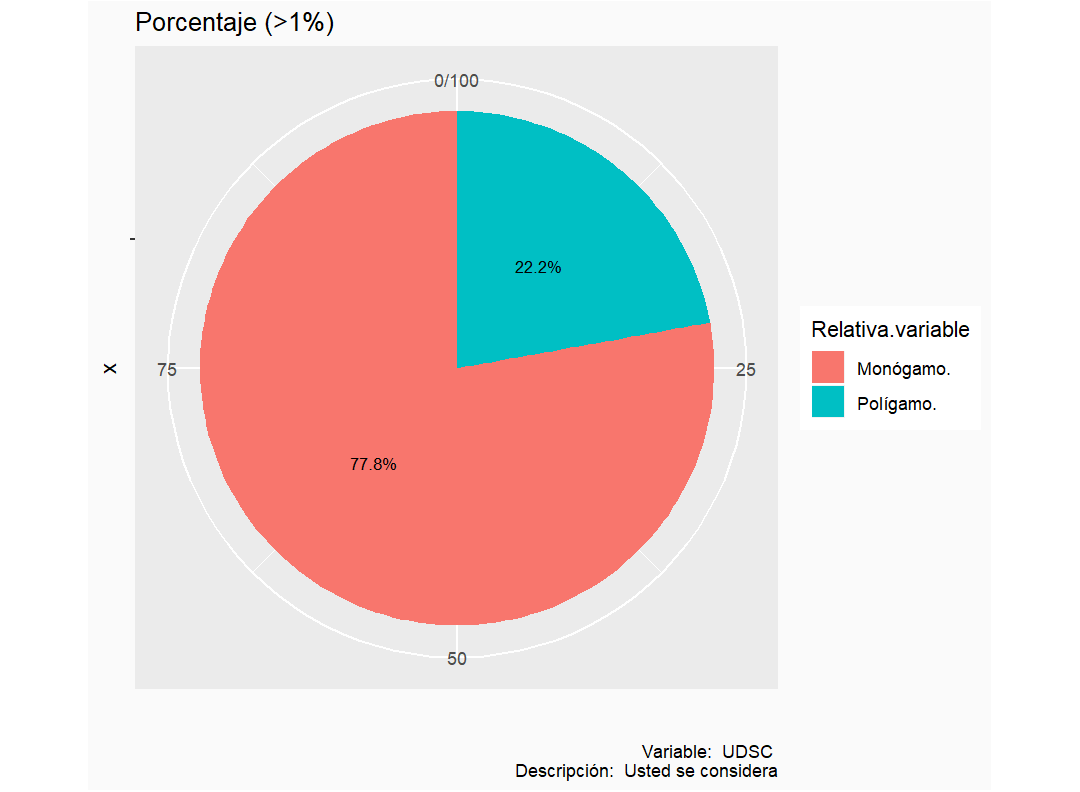 Porcentaje (>1%)
0/100
22.2%
75
x
25
77.8%
50
Relativa.variable
Monógamo.
Polígamo.
Variable:  UDSC
Descripción:  Usted se considera